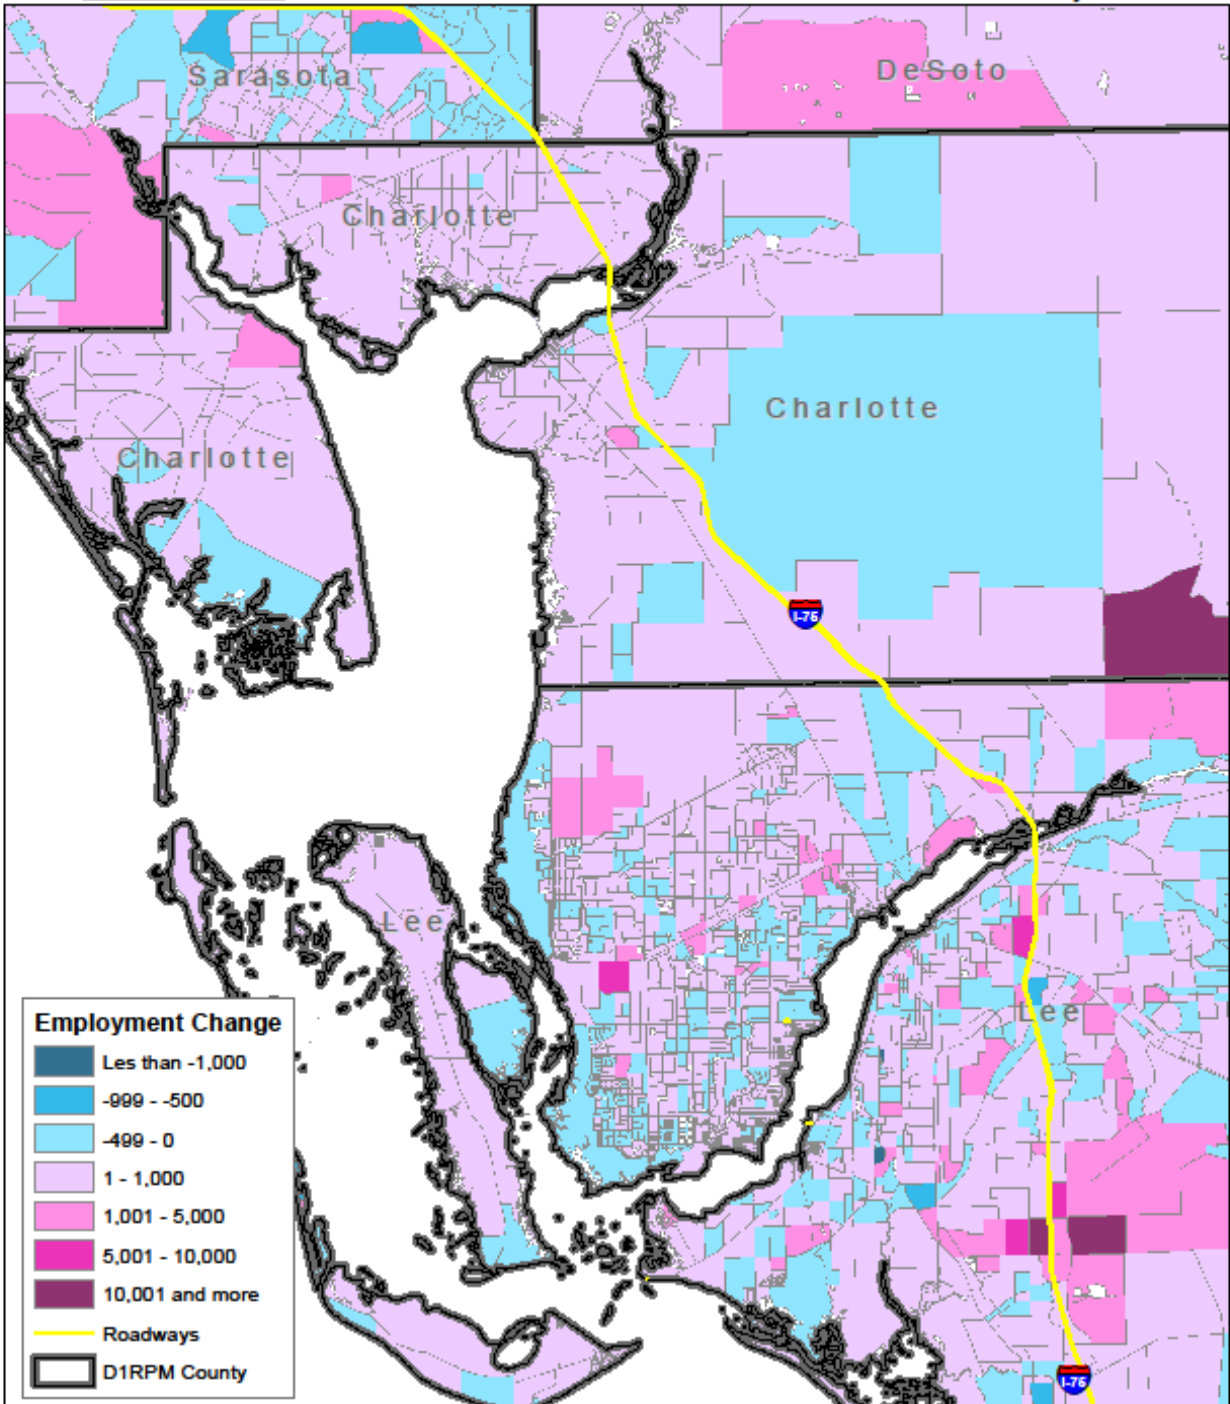 Sarasota
DeSoto
Charlotte
Charlotte
Charlotte
I-75
Lee
Lee
Employment Change
Les than -1,000
-999 - -500
-499 - 0
1 - 1,000
1,001 - 5,000
5,001 - 10,000
10,001 and more
Roadways
D1RPM County
I-75